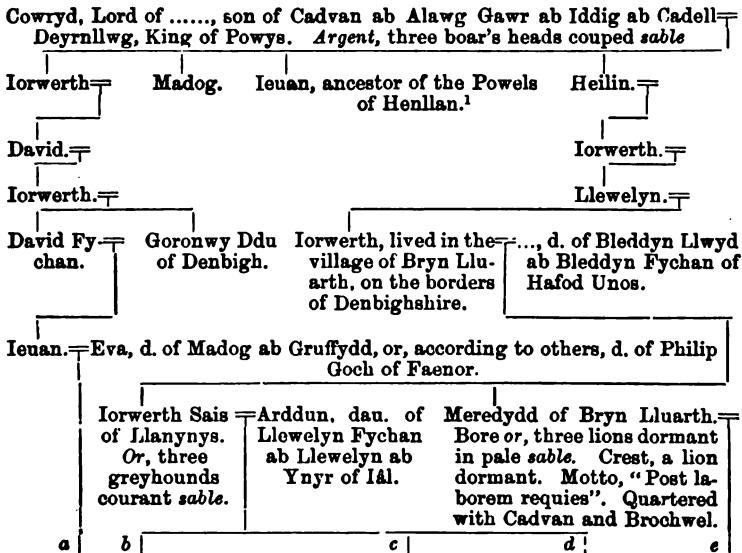 Cowryd, Lord of ......, son of Cadvan ab Alawg Gawr ab Iddig ab Cadell
Deyrnllwg, King of Powys. Argent, three boar's heads couped sable
Iorwerth Madog. Ieuan, ancestor of the Powels Heilin.
of Henllan.¹
David. Iorwerth.
Iorwerth. Llewelyn.
David Fy- Goronwy Ddu Iorwerth, lived in the ..., d. of Bleddyn Llwyd
chan. of Denbigh. village of Bryn Llu- ab Bleddyn Fychan of
arth, on the borders Hafod Unos.
of Denbighshire.
Ieuan. Eva, d. of Madog ab Gruffydd, or, according to others, d. of Philip
Goch of Faenor.
Iorwerth Sais Arddun, dau. of Meredydd of Bryn Lluarth.
of Llanynys. Llewelyn Fychan Bore or, three lions dormant
Or, three ab Llewelyn ab in pale sable. Crest, a lion
greyhounds Ynyr of Iâl. dormant. Motto, "Post la-
courant sable. borem requies". Quartered
with Cadvan and Brochwel.
a b c d e